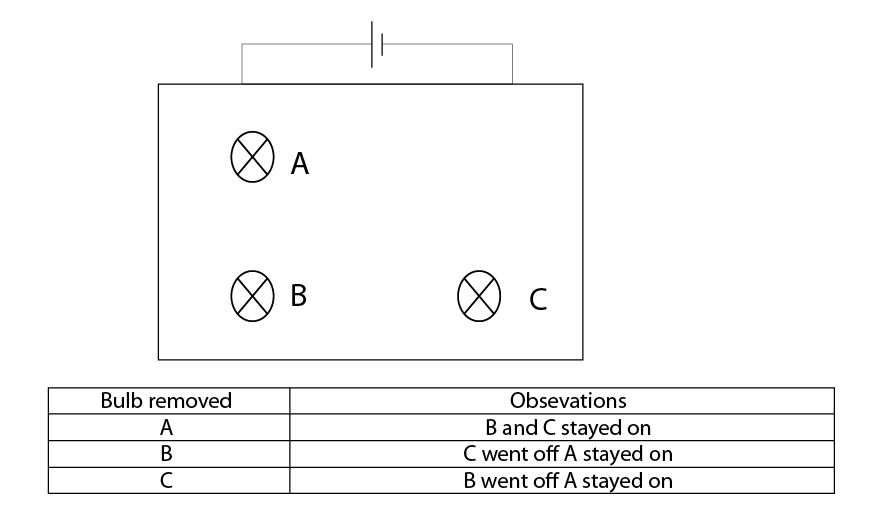 A
B
C
Bulb removed Obsevations
A B and C stayed on
B C went off A stayed on
C B went off A stayed on